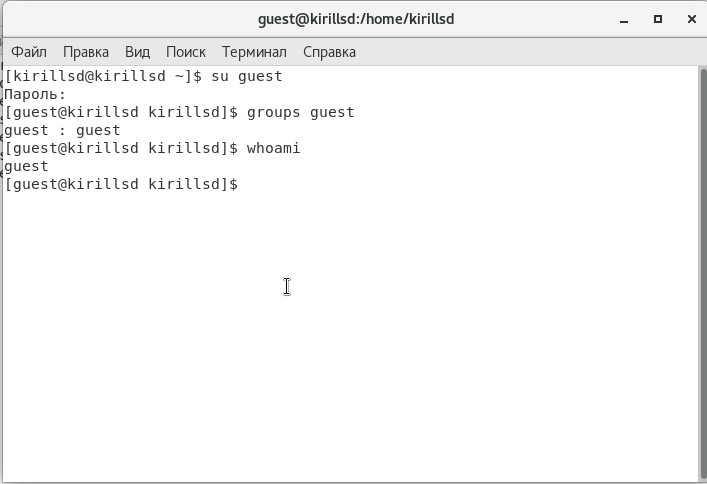 guest@kirillsd:/home/kirillsd
Файл Правка Вид Поиск Терминал Справка
[kirillsd@kirillsd ~]$ su guest
Пароль:
[guest@kirillsd kirillsd]$ groups guest
guest : guest
[guest@kirillsd kirillsd]$ whoami
guest
[guest@kirillsd kirillsd]$